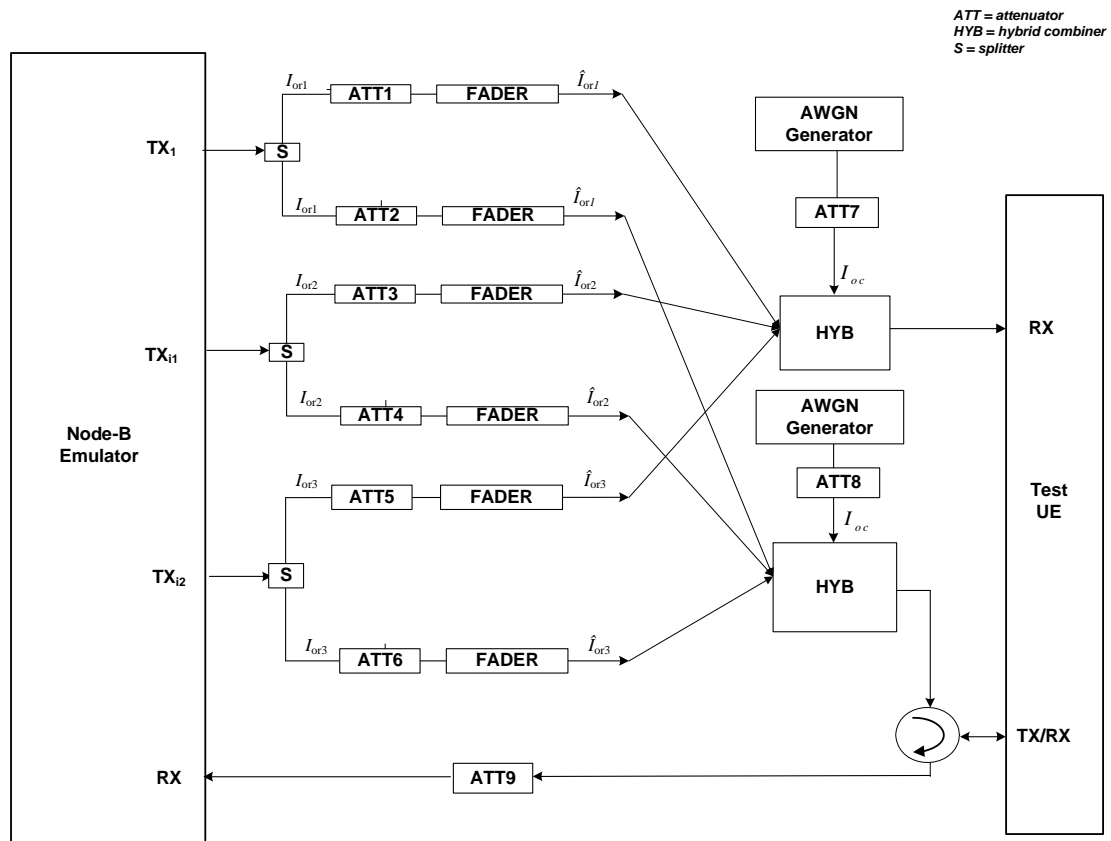 ATT = attenuator
HYB = hybrid combiner
S = splitter
Ior1
ATT1
FADER
Îor1
AWGN
Generator
TX1
S
ATT7
Ior1
ATT2
FADER
Îor1
Ioc
Ior2
ATT3
FADER
Îor2
HYB
RX
TXi1
S
Ior2
ATT4
FADER
Îor2
AWGN
Generator
Node-B
Emulator
Ior3
ATT5
FADER
Îor3
ATT8
Test
UE
Ioc
TXi2
S
HYB
Ior3
ATT6
FADER
Îor3
TX/RX
RX
ATT9